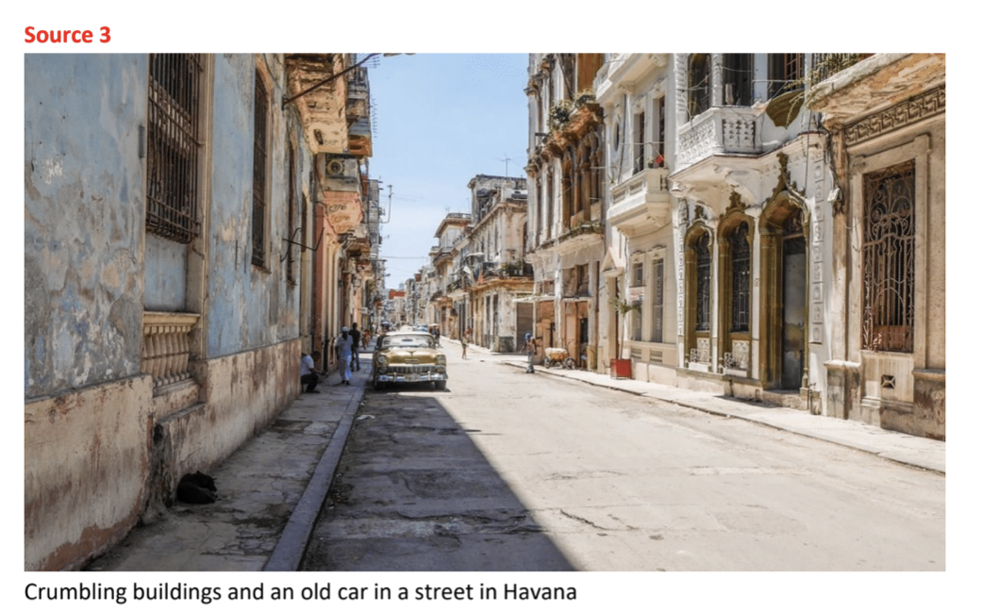 Source 3
Crumbling buildings and an old car in a street in Havana